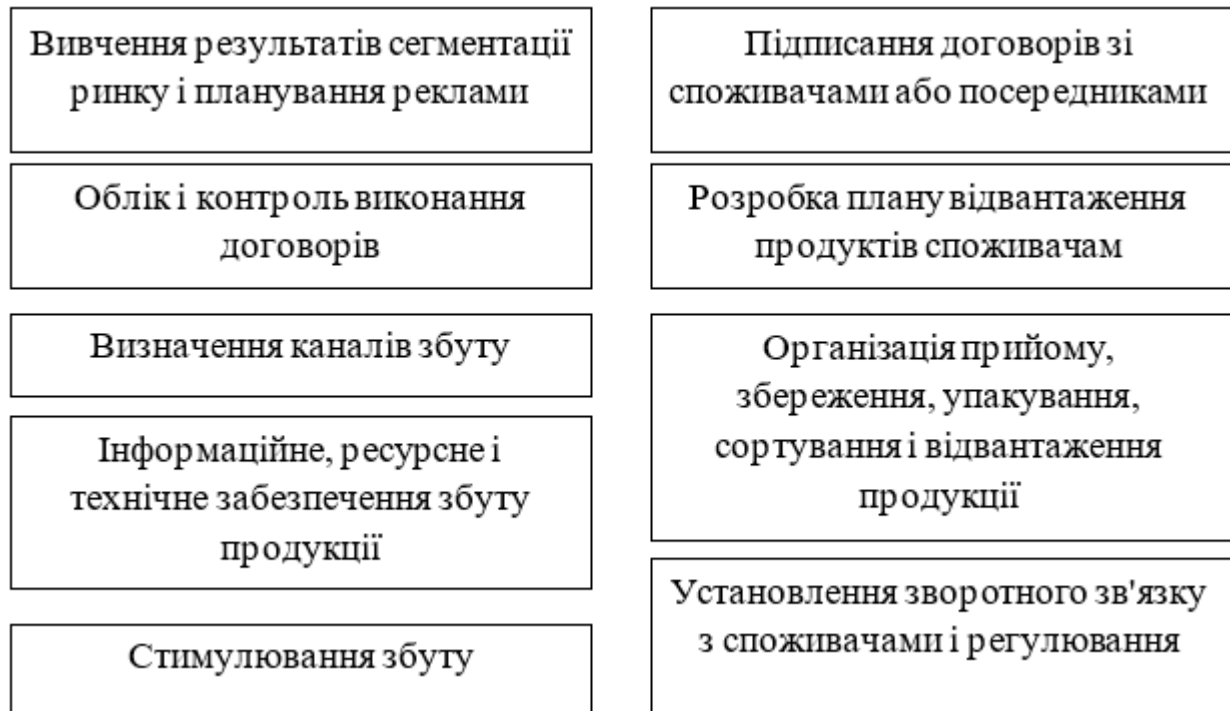 Вивчення результатів сегментації
ринку і планування реклами
Облік і контроль виконання
договорів
Визначення каналів збуту
Інформаційне, ресурсне і
технічне забезпечення збуту
продукції
Стимулювання збуту
Підписання договорів зі
споживачами або посередниками
Розробка плану відвантаження
продуктів споживачам
Організація прийому,
збереження, упакування,
сортування і відвантаження
продукції
Установлення зворотного зв'язку
з споживачами і регулювання